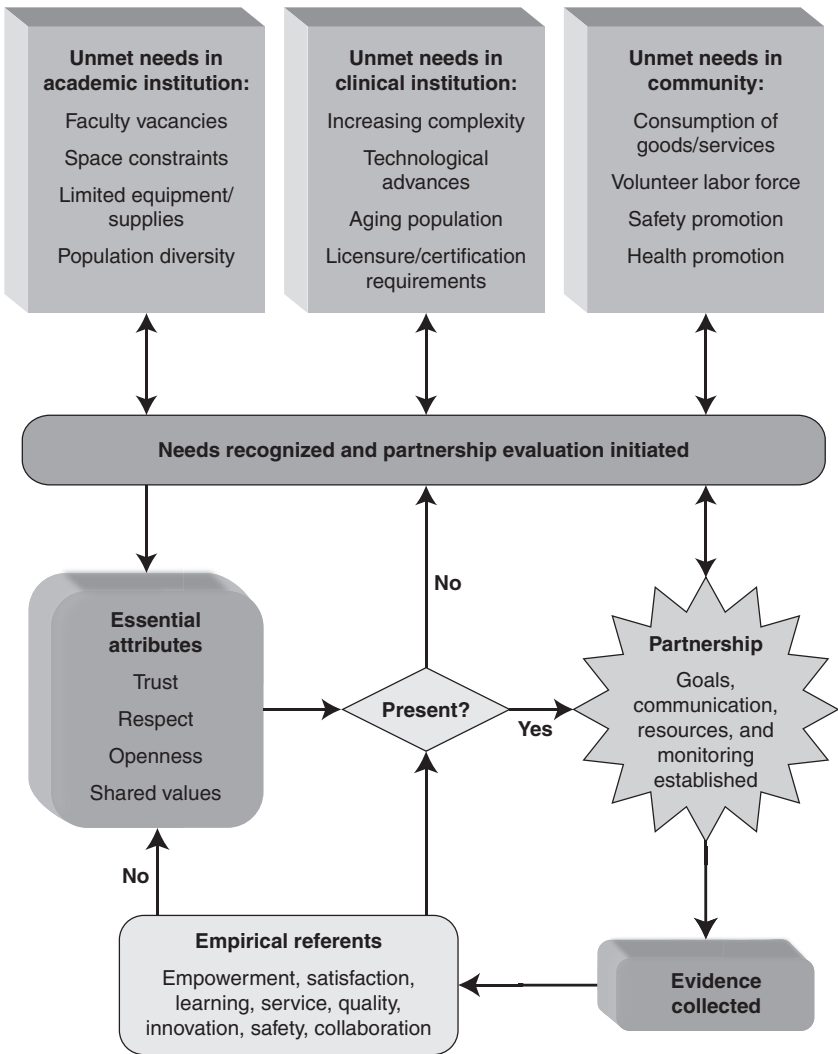 Unmet needs in
academic institution:
Faculty vacancies
Space constraints
Limited equipment/
supplies
Population diversity
Unmet needs in
clinical institution:
Increasing complexity
Technological
advances
Aging population
Licensure/certification
requirements
Unmet needs in
community:
Consumption of
goods/services
Volunteer labor force
Safety promotion
Health promotion
Needs recognized and partnership evaluation initiated
Essential
attributes
Trust
Respect
Openness
Shared values
No
Present?
Yes
Partnership
Goals,
communication,
resources, and
monitoring
established
No
Empirical referents
Empowerment, satisfaction,
learning, service, quality,
innovation, safety, collaboration
Evidence
collected